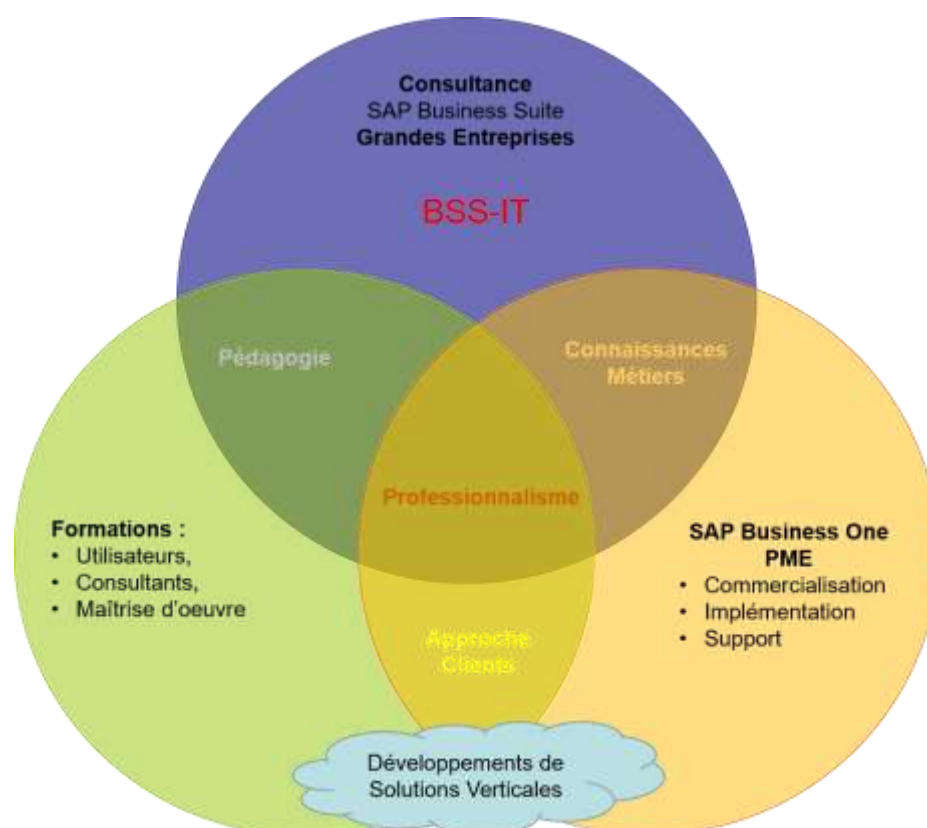 Consultance
SAP Business Suite
Grandes Entreprises
BSS-IT
Pédagogie
Connaissances
Métiers
Professionnalisme
Formations :
• Utilisateurs,
• Consultants,
• Maîtrise d'oeuvre
SAP Business One
PME
• Commercialisation
• Implémentation
• Support
Approche
Clients
Développements de
Solutions Verticales